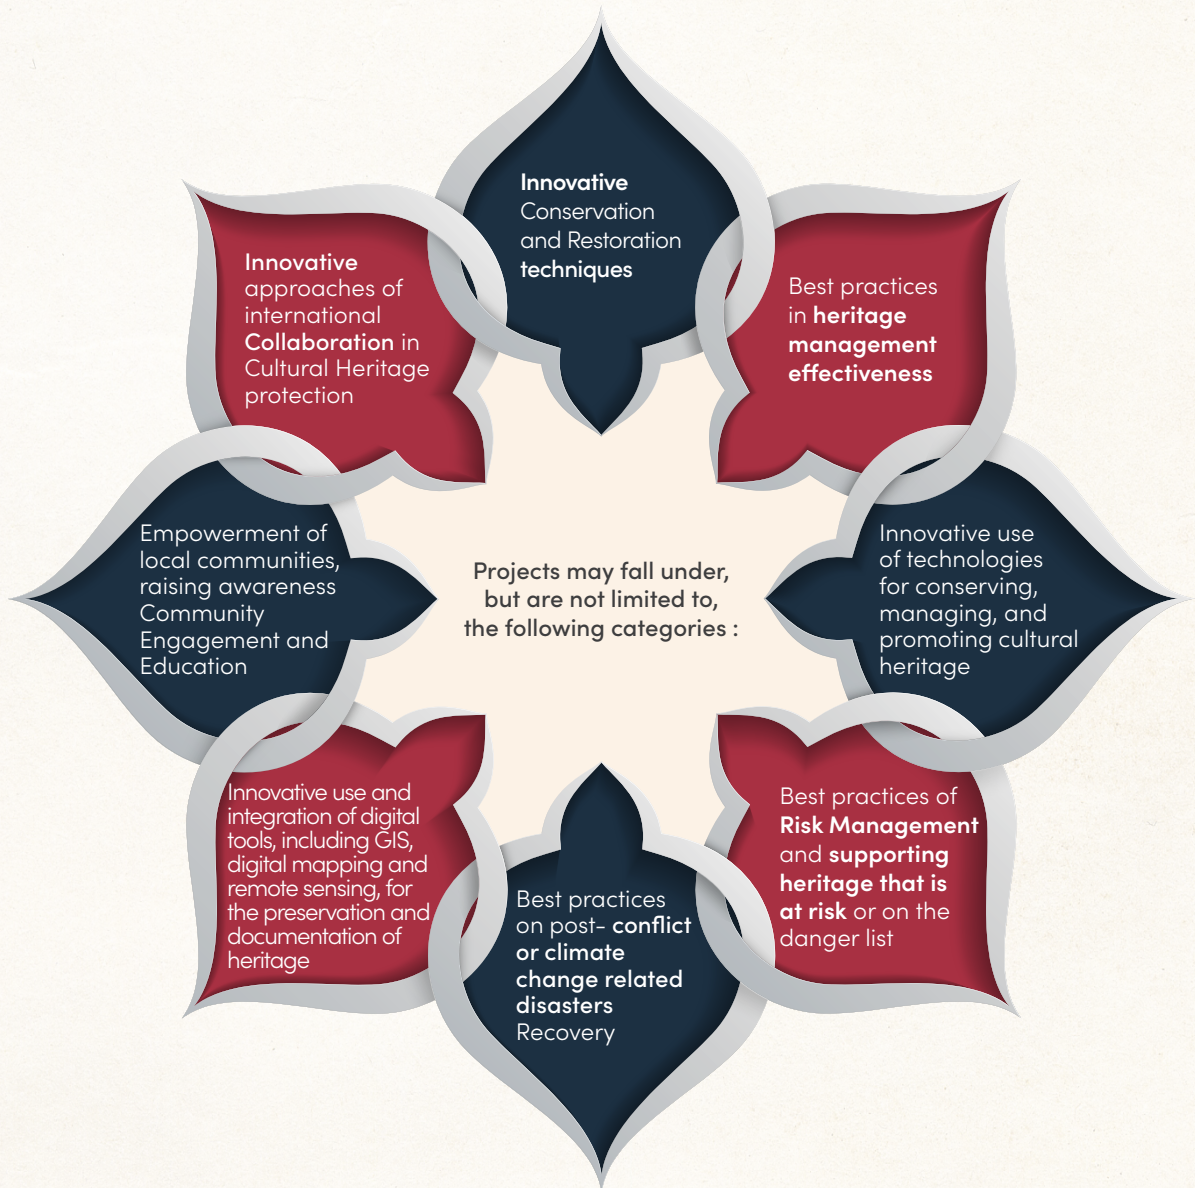 Innovative
Conservation
and Restoration
techniques
Innovative
approaches of
international
Collaboration in
Cultural Heritage
protection
Best practices
in heritage
management
effectiveness
Empowerment of
local communities,
raising awareness
Community
Engagement and
Education
Projects may fall under,
but are not limited to,
the following categories :
Innovative use
of technologies
for conserving,
managing, and
promoting cultural
heritage
Innovative use and
integration of digital
tools, including GIS,
digital mapping and
remote sensing, for
the preservation and
documentation of
heritage
Best practices
on post- conflict
or climate
change related
disasters
Recovery
Best practices of
Risk Management
and supporting
heritage that is
at risk or on the
danger list